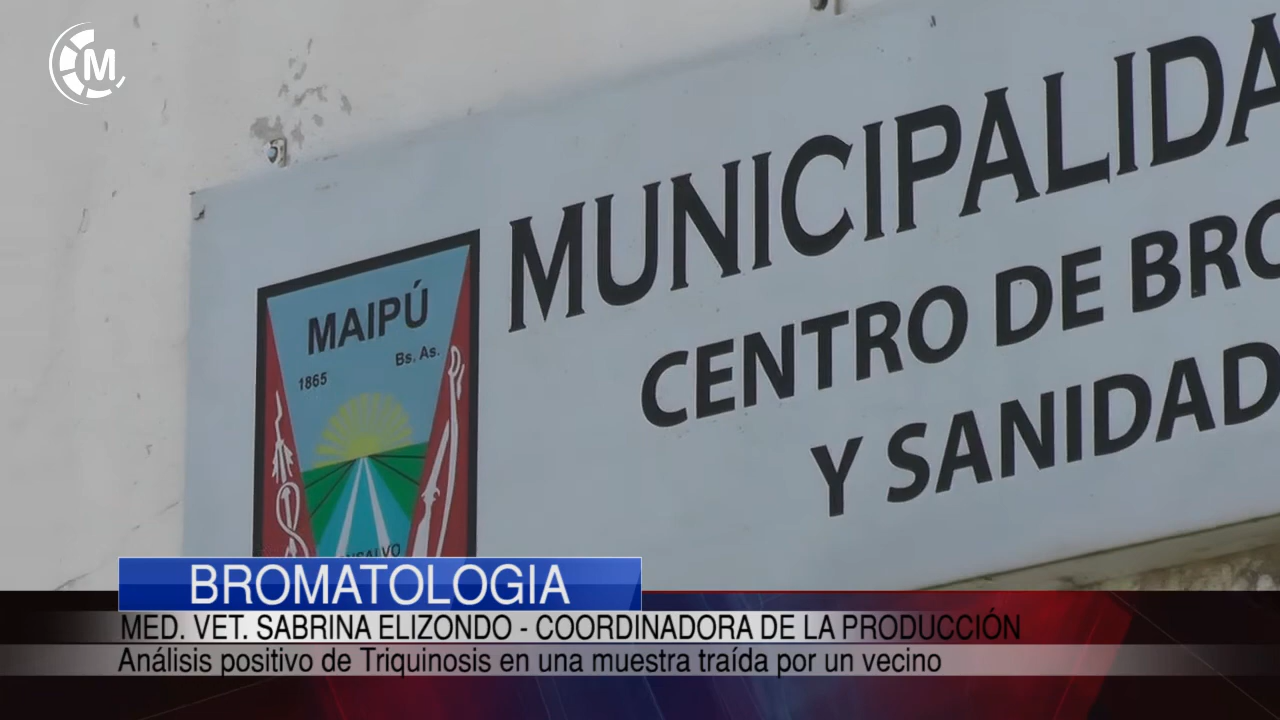 M
MUNICIPALIDA
CENTRO DE BRO
Y SANIDAD
MAIPÚ
Bs. As.
1865
BROMATOLOGIA
MED. VET. SABRINA ELIZONDO - COORDINADORA DE LA PRODUCCIÓN
Análisis positivo de Triquinosis en una muestra traída por un vecino